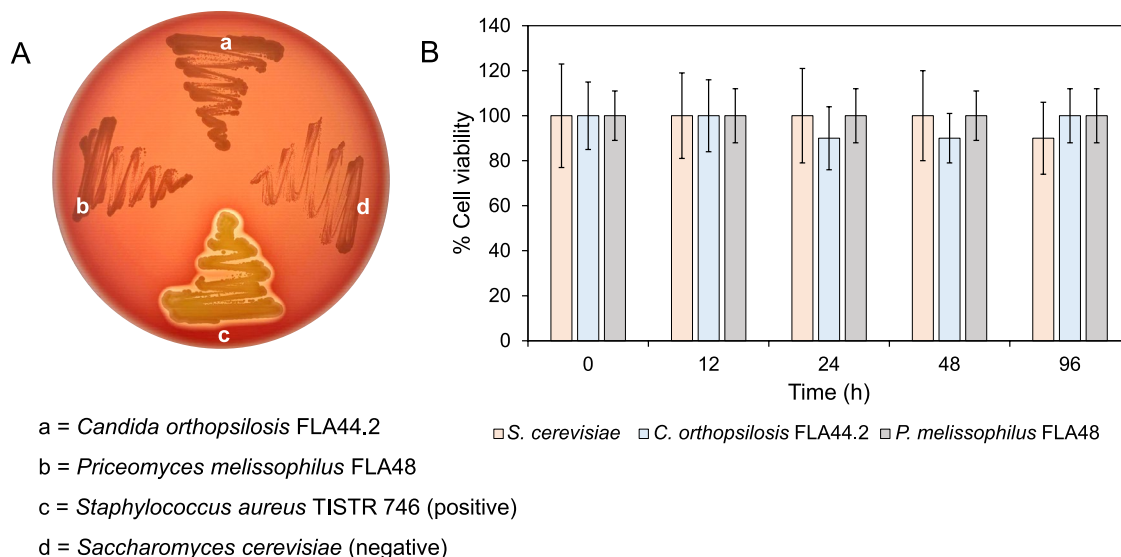 A
a
b
d
c
a = Candida orthopsilosis FLA44.2
b = Priceomyces melissophilus FLA48
c = Staphylococcus aureus TISTR 746 (positive)
d = Saccharomyces cerevisiae (negative)
B
% Cell viability
140
120
100
80
60
40
20
0
0 12 24 48 96
Time (h)
S. cerevisiae C. orthopsilosis FLA44.2 P. melissophilus FLA48